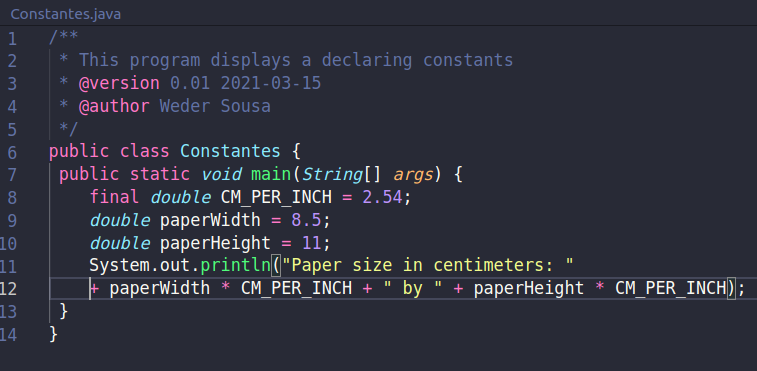 Constantes.java
1 /**
2  * This program displays a declaring constants
3  * @version 0.01 2021-03-15
4  * @author Weder Sousa
5  */
6 public class Constantes {
7  public static void main(String[] args) {
8     final double CM_PER_INCH = 2.54;
9     double paperWidth = 8.5;
10     double paperHeight = 11;
11     System.out.println("Paper size in centimeters: "
12     + paperWidth * CM_PER_INCH + " by " + paperHeight * CM_PER_INCH);
13  }
14 }